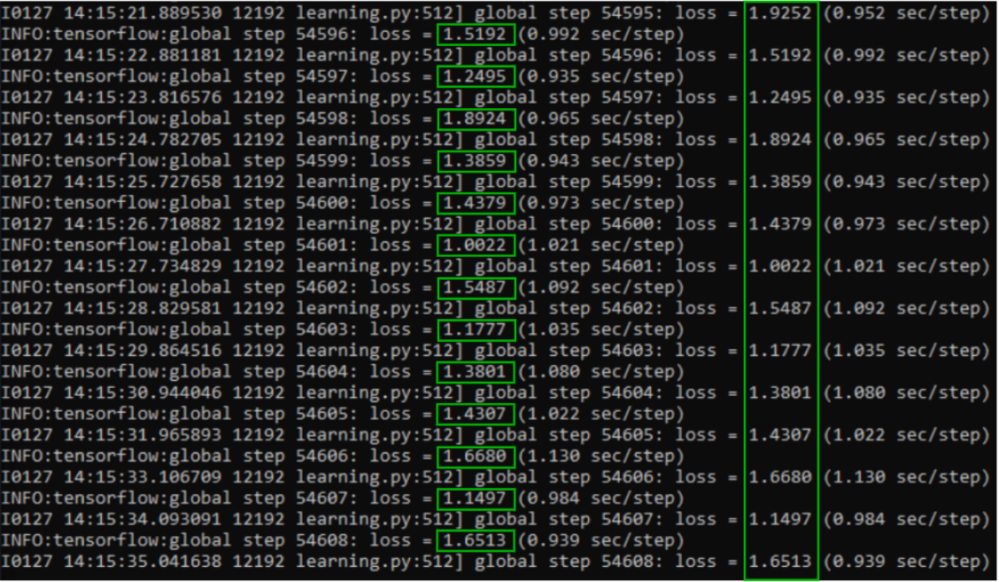 I0127 14:15:21.889530 12192 learning.py:512] global step 54595: loss = 1.9252 (0.952 sec/step)
INFO:tensorflow:global step 54596: loss = 1.5192 (0.992 sec/step)
I0127 14:15:22.881181 12192 learning.py:512] global step 54596: loss = 1.5192 (0.992 sec/step)
INFO:tensorflow:global step 54597: loss = 1.2495 (0.935 sec/step)
I0127 14:15:23.816576 12192 learning.py:512] global step 54597: loss = 1.2495 (0.935 sec/step)
INFO:tensorflow:global step 54598: loss = 1.8924 (0.965 sec/step)
I0127 14:15:24.782705 12192 learning.py:512] global step 54598: loss = 1.8924 (0.965 sec/step)
INFO:tensorflow:global step 54599: loss = 1.3859 (0.943 sec/step)
I0127 14:15:25.727658 12192 learning.py:512] global step 54599: loss = 1.3859 (0.943 sec/step)
INFO:tensorflow:global step 54600: loss = 1.4379 (0.973 sec/step)
I0127 14:15:26.710882 12192 learning.py:512] global step 54600: loss = 1.4379 (0.973 sec/step)
INFO:tensorflow:global step 54601: loss = 1.0022 (1.021 sec/step)
I0127 14:15:27.734829 12192 learning.py:512] global step 54601: loss = 1.0022 (1.021 sec/step)
INFO:tensorflow:global step 54602: loss = 1.5487 (1.092 sec/step)
I0127 14:15:28.829581 12192 learning.py:512] global step 54602: loss = 1.5487 (1.092 sec/step)
INFO:tensorflow:global step 54603: loss = 1.1777 (1.035 sec/step)
I0127 14:15:29.864516 12192 learning.py:512] global step 54603: loss = 1.1777 (1.035 sec/step)
INFO:tensorflow:global step 54604: loss = 1.3801 (1.080 sec/step)
I0127 14:15:30.944046 12192 learning.py:512] global step 54604: loss = 1.3801 (1.080 sec/step)
INFO:tensorflow:global step 54605: loss = 1.4307 (1.022 sec/step)
I0127 14:15:31.965893 12192 learning.py:512] global step 54605: loss = 1.4307 (1.022 sec/step)
INFO:tensorflow:global step 54606: loss = 1.6680 (1.130 sec/step)
I0127 14:15:33.106709 12192 learning.py:512] global step 54606: loss = 1.6680 (1.130 sec/step)
INFO:tensorflow:global step 54607: loss = 1.1497 (0.984 sec/step)
I0127 14:15:34.093091 12192 learning.py:512] global step 54607: loss = 1.1497 (0.984 sec/step)
INFO:tensorflow:global step 54608: loss = 1.6513 (0.939 sec/step)
I0127 14:15:35.041638 12192 learning.py:512] global step 54608: loss = 1.6513 (0.939 sec/step)